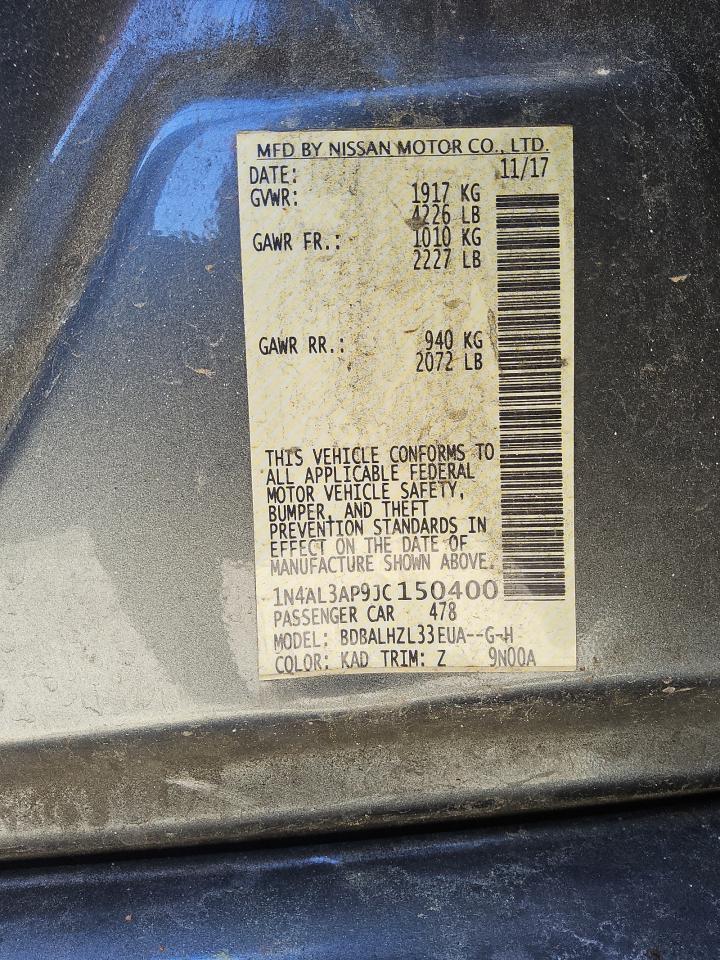 MFD BY NISSAN MOTOR CO., LTD.
DATE: 11/17
GVWR: 1917 KG
4226 LB
GAWR FR.: 1010 KG
2227 LB
GAWR RR.: 940 KG
2072 LB
THIS VEHICLE CONFORMS TO
ALL APPLICABLE FEDERAL
MOTOR VEHICLE SAFETY,
BUMPER, AND THEFT
PREVENTION STANDARDS IN
EFFECT ON THE DATE OF
MANUFACTURE SHOWN ABOVE.
1N4AL3AP9JC150400
PASSENGER CAR 478
MODEL: BDBALHZL33EUA--G-H
COLOR: KAD TRIM: Z 9N00A